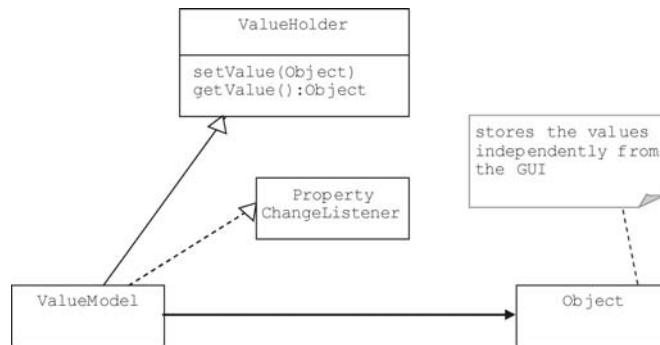 ValueHolder
setValue(Object)
getValue():Object
stores the values
independently from
the GUI
Property
ChangeListener
ValueModel
Object